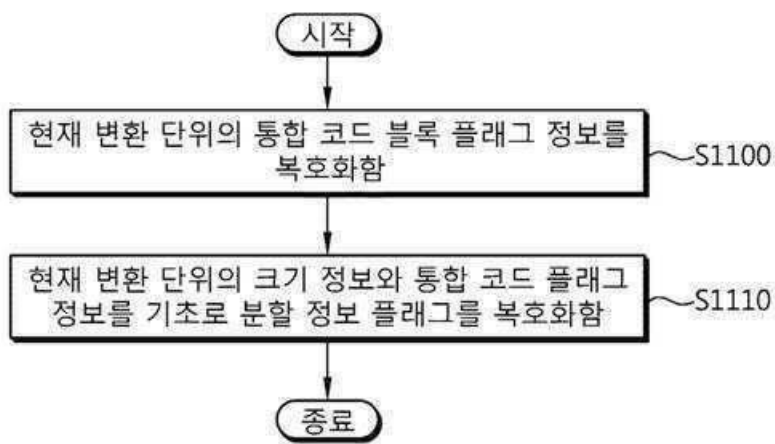 시작
현재 변환 단위의 통합 코드 블록 플래그 정보를
복호화함
S1100
현재 변환 단위의 크기 정보와 통합 코드 플래그
정보를 기초로 분할 정보 플래그를 복호화함
S1110
종료